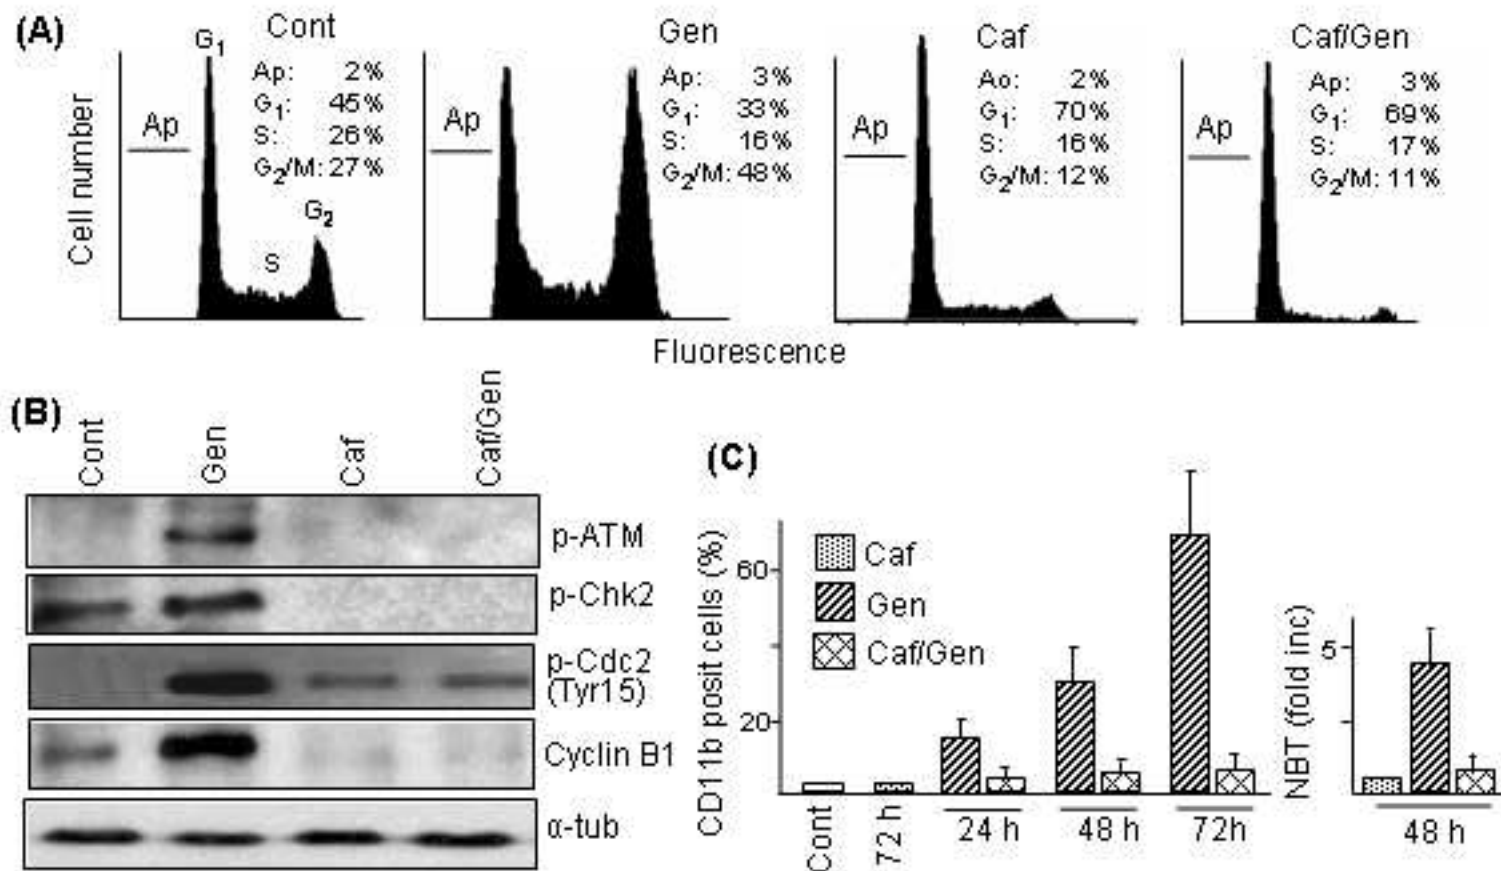 (A)
G1
Cont
Ap: 2%
G1: 45%
S: 26%
G2/M: 27%
Ap
S
G2
Cell number
Gen
Ap: 3%
G1: 33%
S: 16%
G2/M: 48%
Ap
Caf
Ao: 2%
G1: 70%
S: 16%
G2/M: 12%
Ap
Caf/Gen
Ap: 3%
G1: 69%
S: 17%
G2/M: 11%
Ap
Fluorescence
(B)
Cont
Gen
Caf
Caf/Gen
p-ATM
p-Chk2
p-Cdc2
(Tyr15)
Cyclin B1
α-tub
(C)
CD11b posit cells (%)
60
20
Caf
Gen
Caf/Gen
Cont
72 h
24 h
48 h
72h
NBT (fold inc)
5
48 h